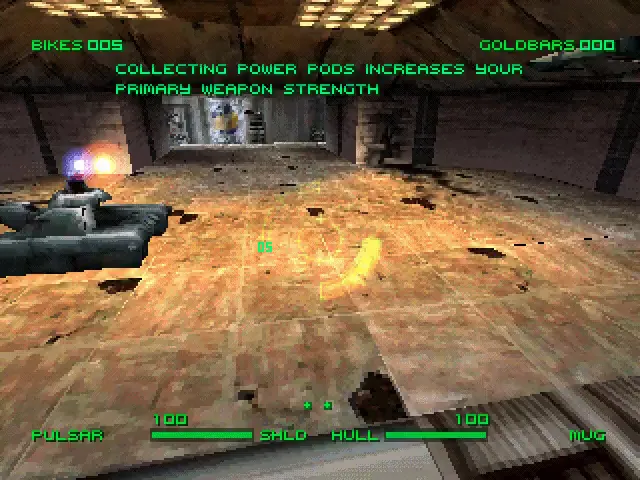 BIKES 005
GOLDBARS 000
COLLECTING POWER PODS INCREASES YOUR
PRIMARY WEAPON STRENGTH
05
100
100
PULSAR
SHLD
HULL
MUG